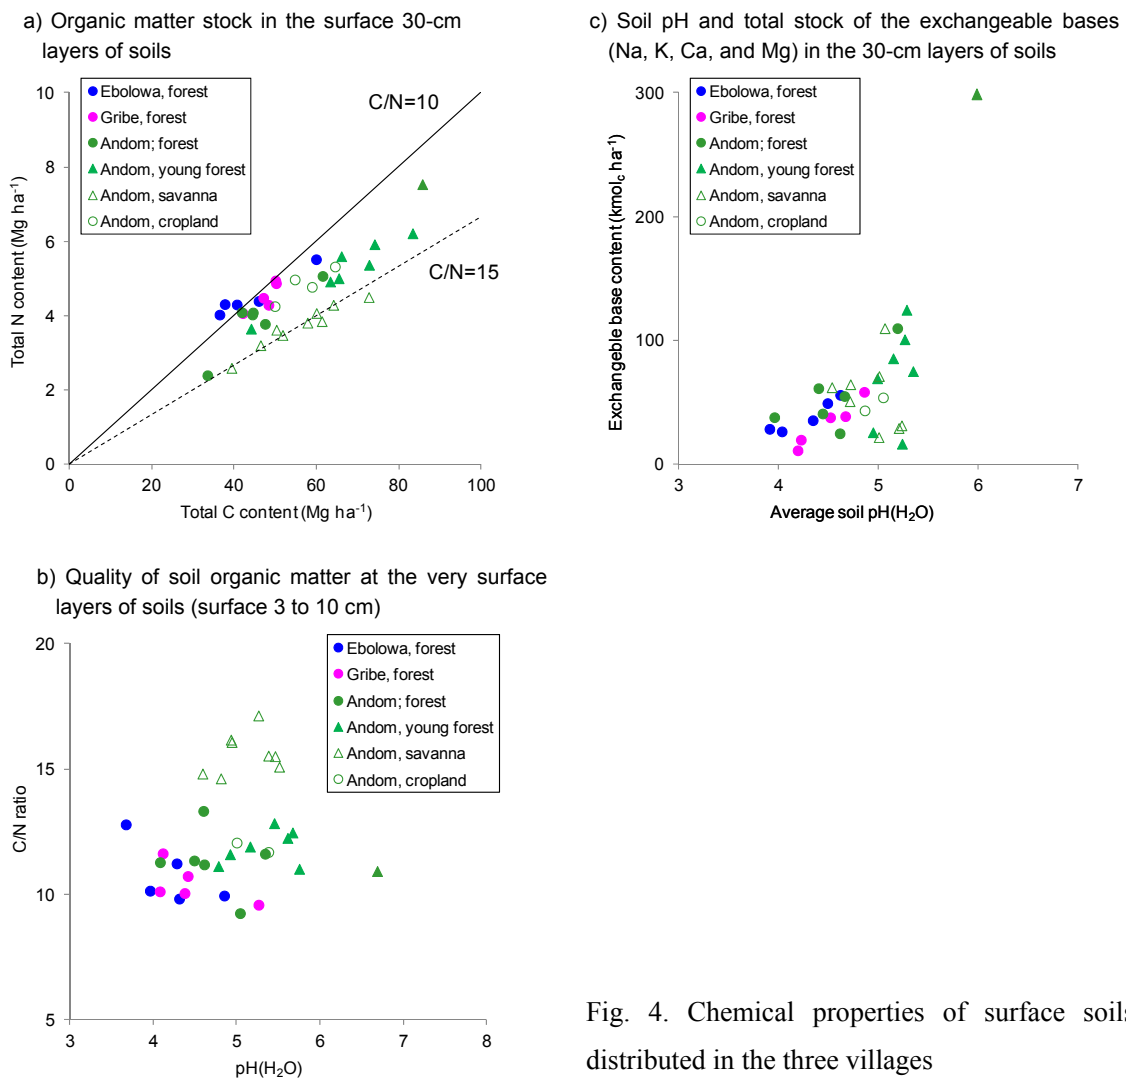 a) Organic matter stock in the surface 30-cm
layers of soils
Total N content (Mg ha⁻¹)
10
8
6
4
2
0
Ebolowa, forest
Gribe, forest
Andom; forest
Andom, young forest
Andom, savanna
Andom, cropland
C/N=10
C/N=15
0 20 40 60 80 100
Total C content (Mg ha⁻¹)
b) Quality of soil organic matter at the very surface
layers of soils (surface 3 to 10 cm)
C/N ratio
20
15
10
5
Ebolowa, forest
Gribe, forest
Andom; forest
Andom, young forest
Andom, savanna
Andom, cropland
3 4 5 6 7 8
pH(H₂O)
c) Soil pH and total stock of the exchangeable bases
(Na, K, Ca, and Mg) in the 30-cm layers of soils
Exchangeble base content (kmolc ha⁻¹)
300
200
100
0
Ebolowa, forest
Gribe, forest
Andom; forest
Andom, young forest
Andom, savanna
Andom, cropland
3 4 5 6 7
Average soil pH(H₂O)
Fig. 4. Chemical properties of surface soils
distributed in the three villages